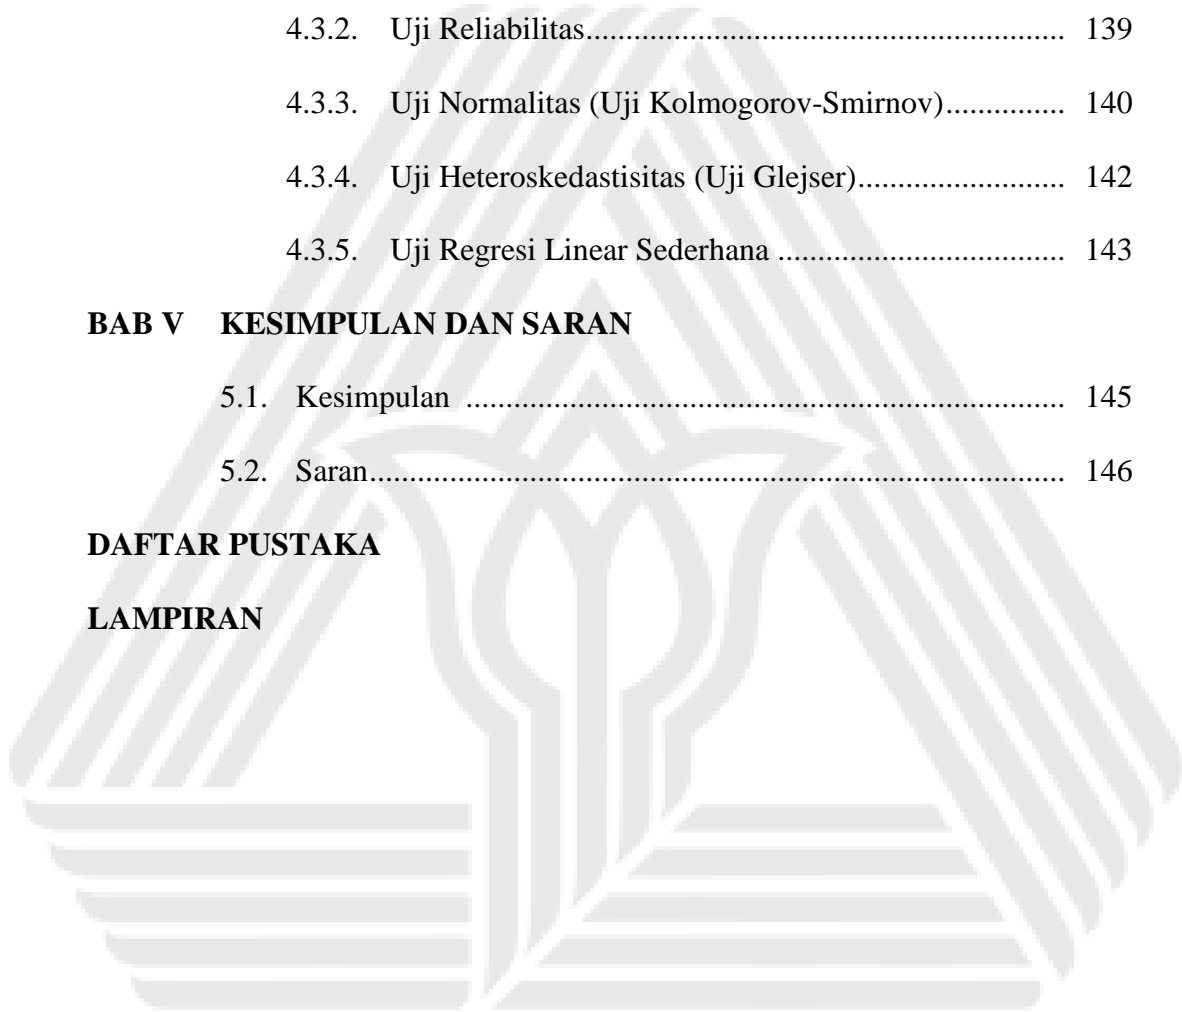 4.3.2. Uji Reliabilitas............................................................ 139
4.3.3. Uji Normalitas (Uji Kolmogorov-Smirnov)............... 140
4.3.4. Uji Heteroskedastisitas (Uji Glejser).......................... 142
4.3.5. Uji Regresi Linear Sederhana .................................... 143
BAB V KESIMPULAN DAN SARAN
5.1. Kesimpulan ........................................................................... 145
5.2. Saran....................................................................................... 146
DAFTAR PUSTAKA
LAMPIRAN